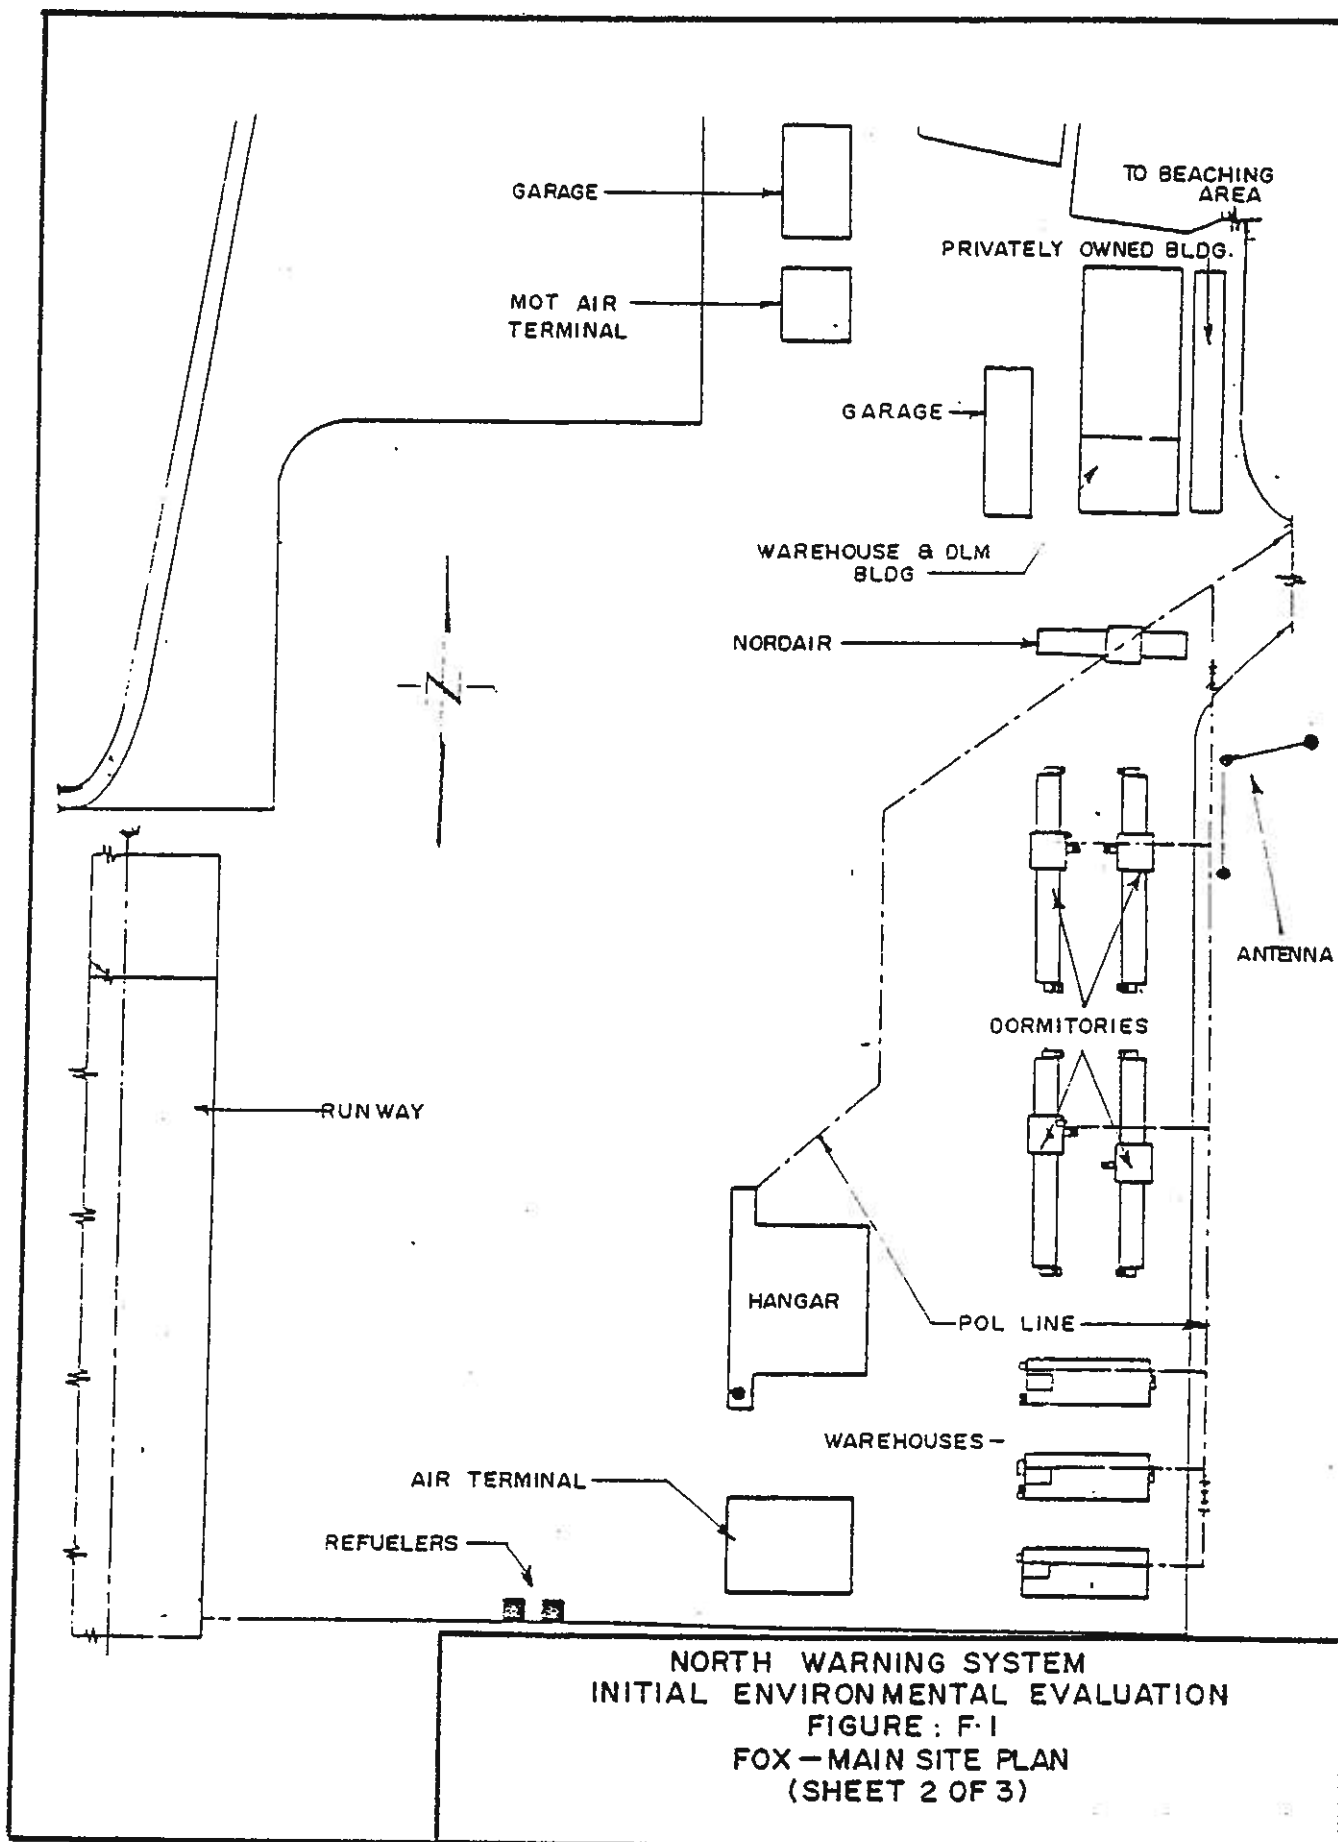 GARAGE
TO BEACHING
AREA
PRIVATELY OWNED BLDG.
MOT AIR
TERMINAL
GARAGE
WAREHOUSE & DLM
BLDG
NORDAIR
N
ANTENNA
DORMITORIES
RUNWAY
HANGAR
POL LINE
WAREHOUSES
AIR TERMINAL
REFUELERS
NORTH WARNING SYSTEM
INITIAL ENVIRONMENTAL EVALUATION
FIGURE: F-1
FOX-MAIN SITE PLAN
(SHEET 2 OF 3)